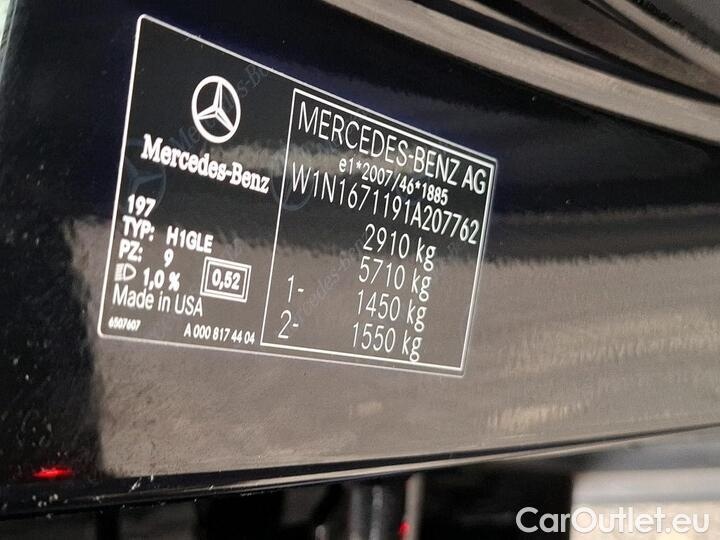 Mercedes-Benz
197
TYP: H1GLE
PZ: 9
1,0 % 0,52
Made in USA
6507607 A 000 817 44 04
MERCEDES-BENZ AG
e1*2007/46*1885
W1N1671191A207762
2910 kg
5710 kg
1- 1450 kg
2- 1550 kg
CarOutlet.eu